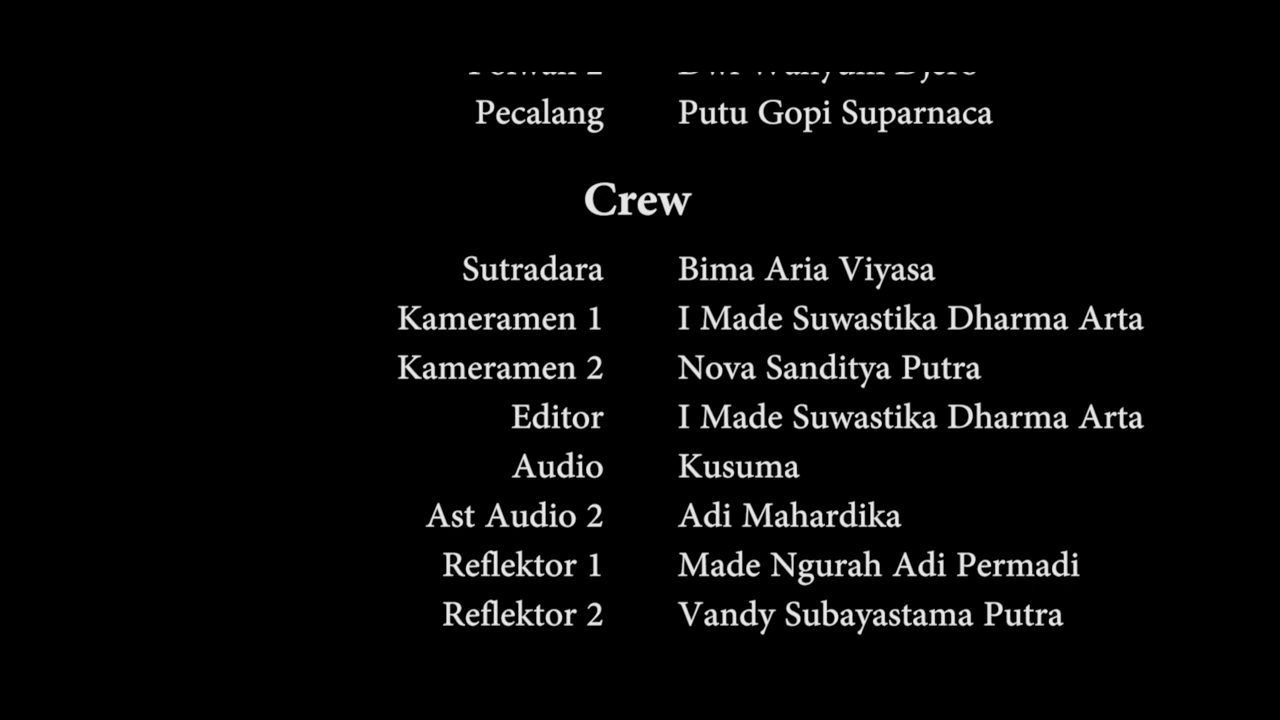 Pecalang Putu Gopi Suparnaca
Crew
Sutradara Bima Aria Viyasa
Kameramen 1 I Made Suwastika Dharma Arta
Kameramen 2 Nova Sanditya Putra
Editor I Made Suwastika Dharma Arta
Audio Kusuma
Ast Audio 2 Adi Mahardika
Reflektor 1 Made Ngurah Adi Permadi
Reflektor 2 Vandy Subayastama Putra